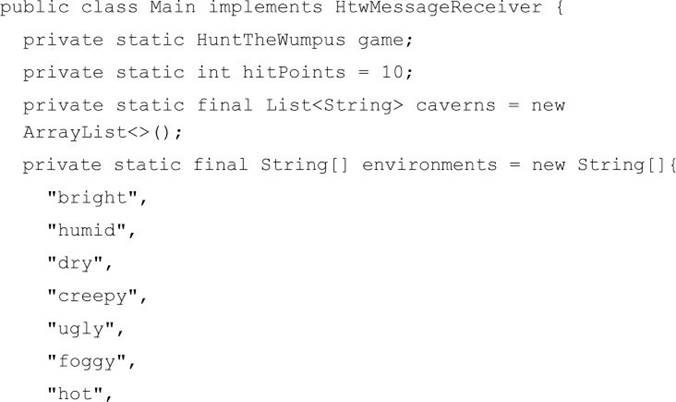 public class Main implements HtwMessageReceiver {
private static HuntTheWumpus game;
private static int hitPoints = 10;
private static final List<String> caverns = new
ArrayList<>();
private static final String[] environments = new String[]{
"bright",
"humid",
"dry",
"creepy",
"ugly",
"foggy",
"hot",